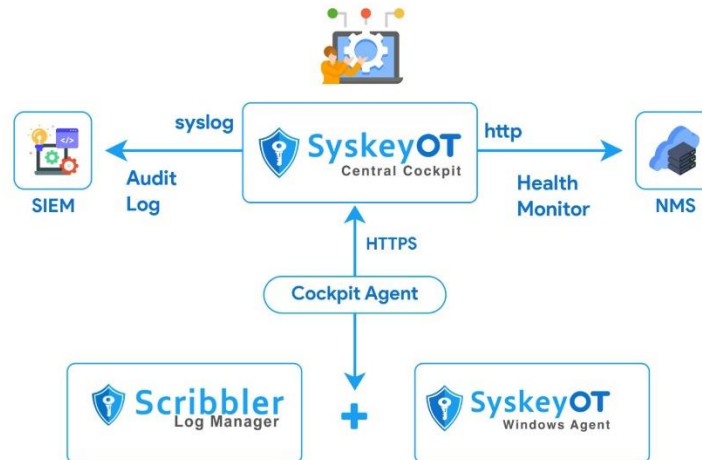 syslog
SyskeyOT
Central Cockpit
http
SIEM
Audit
Log
Health
Monitor
NMS
HTTPS
Cockpit Agent
Scribbler
Log Manager
SyskeyOT
Windows Agent